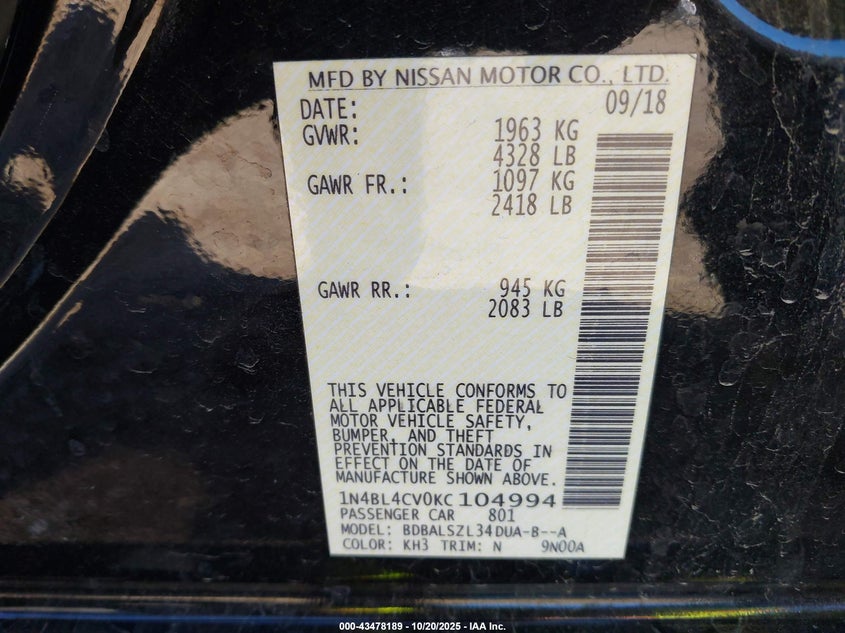 MFD BY NISSAN MOTOR CO., LTD.
DATE: 09/18
GVWR: 1963 KG
4328 LB
GAWR FR.: 1097 KG
2418 LB
GAWR RR.: 945 KG
2083 LB
THIS VEHICLE CONFORMS TO
ALL APPLICABLE FEDERAL
MOTOR VEHICLE SAFETY,
BUMPER, AND THEFT
PREVENTION STANDARDS IN
EFFECT ON THE DATE OF
MANUFACTURE SHOWN ABOVE.
1N4BL4CV0KC104994
PASSENGER CAR 801
MODEL: BDBALSZL34DUA-B--A
COLOR: KH3 TRIM: N 9N00A
000-43478189 - 10/20/2025 - IAA Inc.